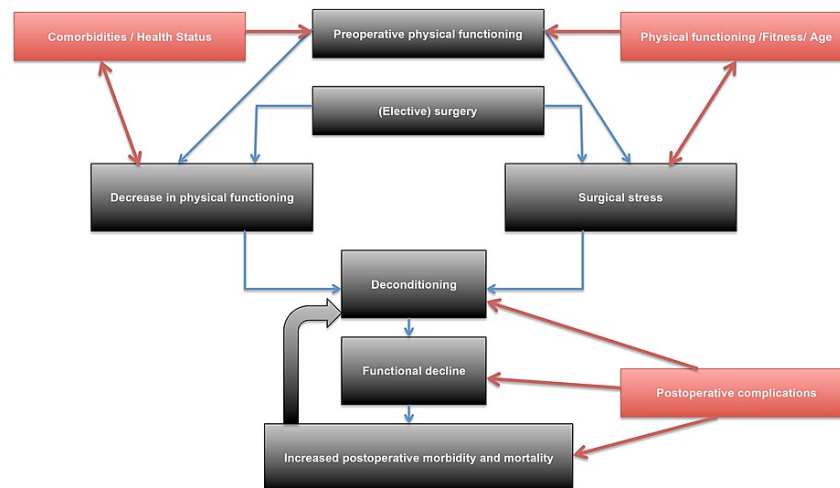 Comorbidities / Health Status
Preoperative physical functioning
Physical functioning /Fitness/ Age
(Elective) surgery
Decrease in physical functioning
Surgical stress
Deconditioning
Functional decline
Postoperative complications
Increased postoperative morbidity and mortality